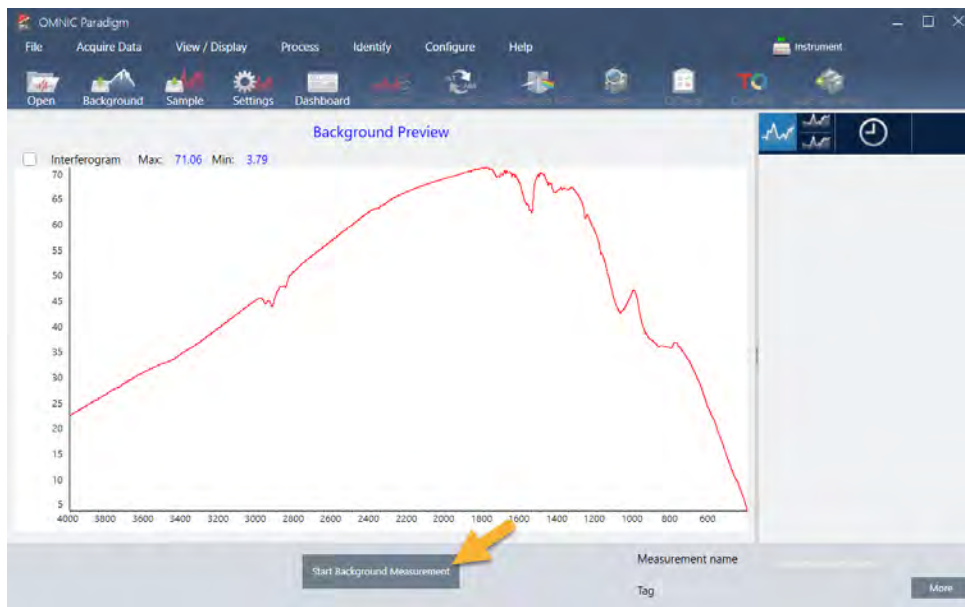 OMNIC Paradigm
File Acquire Data View / Display Process Identify Configure Help Instrument
Open Background Sample Settings Dashboard
Background Preview
Interferogram Max: 71.06 Min: 3.79
70
65
60
55
50
45
40
35
30
25
20
15
10
5
4000 3800 3600 3400 3200 3000 2800 2600 2400 2200 2000 1800 1600 1400 1200 1000 800 600
Start Background Measurement
Measurement name
Tag
More